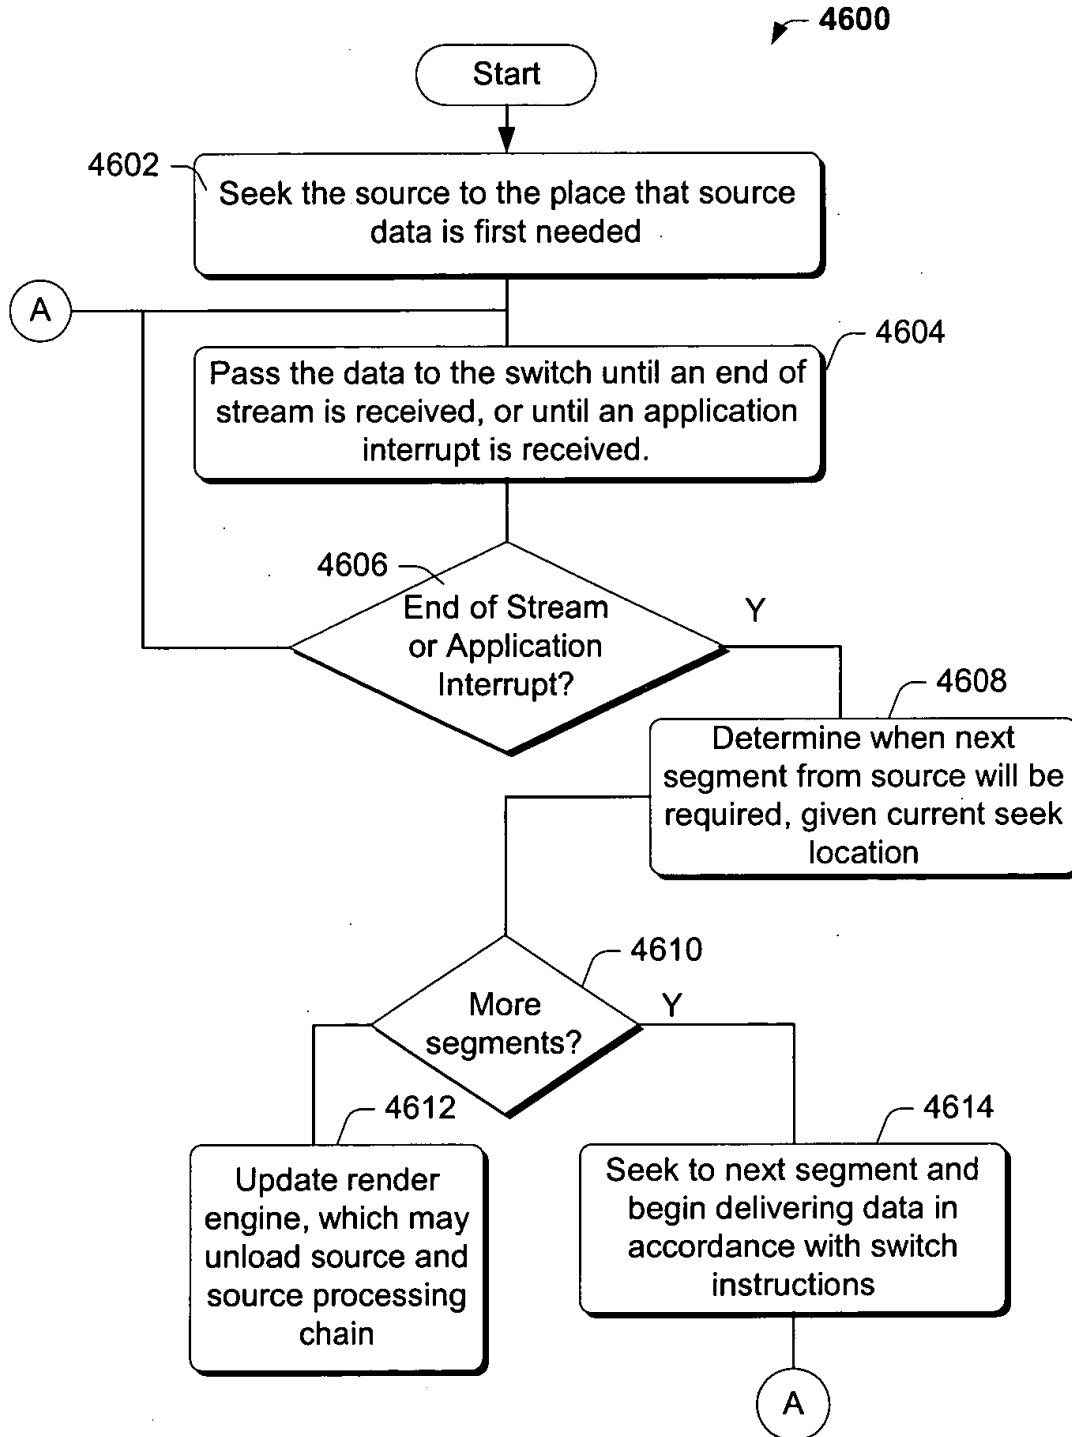 4600
Start
4602
Seek the source to the place that source
data is first needed
A
4604
Pass the data to the switch until an end of
stream is received, or until an application
interrupt is received.
4606
End of Stream
or Application
Interrupt?
Y
4608
Determine when next
segment from source will be
required, given current seek
location
4610
More
segments?
Y
4612
Update render
engine, which may
unload source and
source processing
chain
4614
Seek to next segment and
begin delivering data in
accordance with switch
instructions
A